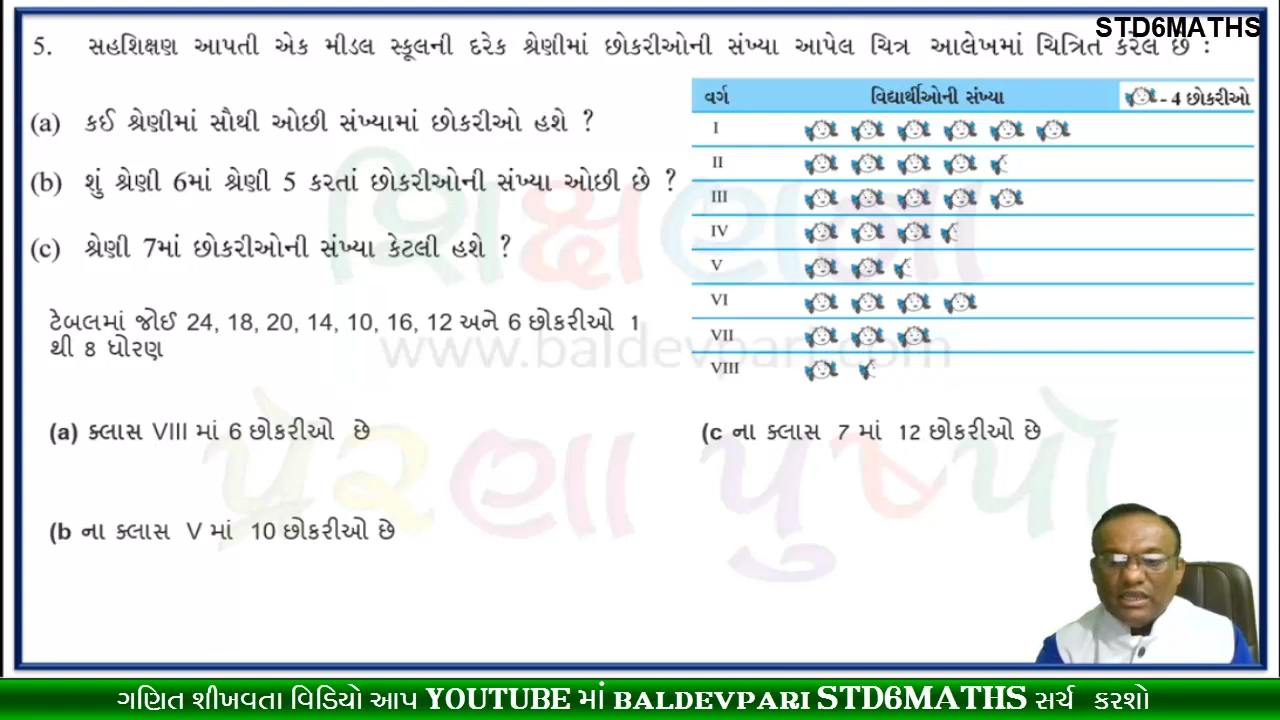 STD6MATHS
5. સહશિક્ષણ આપતી એક મીડલ સ્કૂલની દરેક શ્રેણીમાં છોકરીઓની સંખ્યા આપેલ ચિત્ર આલેખમાં ચિત્રિત કરેલ છે :
(a) કઈ શ્રેણીમાં સૌથી ઓછી સંખ્યામાં છોકરીઓ હશે ?
(b) શું શ્રેણી 6માં શ્રેણી 5 કરતાં છોકરીઓની સંખ્યા ઓછી છે ?
(c) શ્રેણી 7માં છોકરીઓની સંખ્યા કેટલી હશે ?
વર્ગ વિદ્યાર્થીઓની સંખ્યા - 4 છોકરીઓ
I
II
III
IV
V
VI
VII
VIII
ટેબલમાં જોઈ 24, 18, 20, 14, 10, 16, 12 અને 6 છોકરીઓ 1
થી 8 ધોરણ
(a) ક્લાસ VIII માં 6 છોકરીઓ છે
(c ના ક્લાસ 7 માં 12 છોકરીઓ છે
(b ના ક્લાસ V માં 10 છોકરીઓ છે
શિક્ષણના
www.baldevpari.com
પ્રેરણા પુષ્પો
ગણિત શીખવતા વિડિયો આપ YOUTUBE માં BALDEVPARI STD6MATHS સર્ચ કરશો